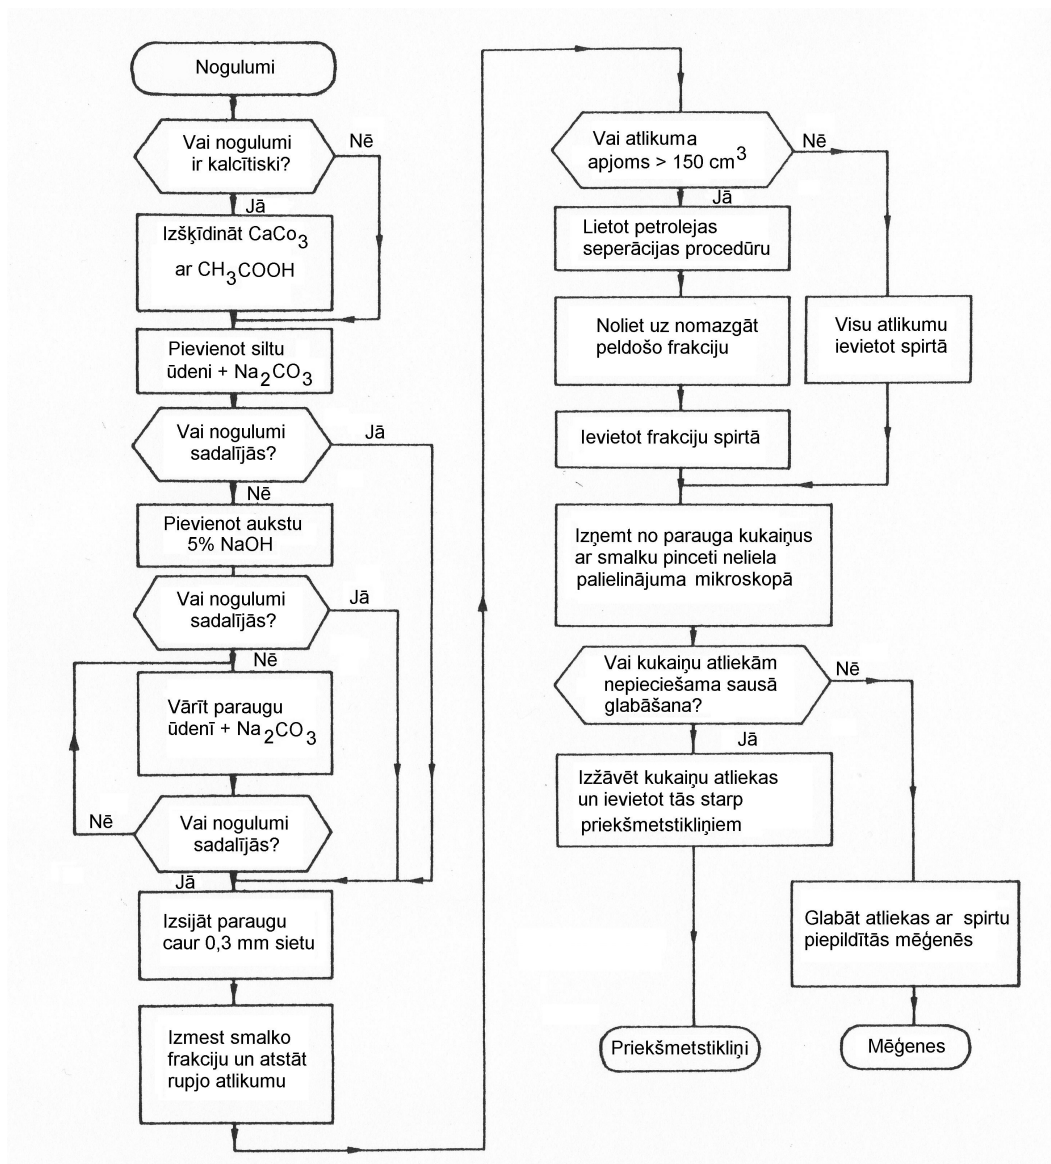 Nogulumi
Vai nogulumi
ir kalcītiski?
Nē
Jā
Izšķīdināt CaCo3
ar CH3COOH
Pievienot siltu
ūdeni + Na2CO3
Vai nogulumi
sadalījās?
Jā
Nē
Pievienot aukstu
5% NaOH
Vai nogulumi
sadalījās?
Jā
Nē
Vārīt paraugu
ūdenī + Na2CO3
Vai nogulumi
sadalījās?
Nē
Jā
Izsijāt paraugu
caur 0,3 mm sietu
Izmest smalko
frakciju un atstāt
rupjo atlikumu
Vai atlikuma
apjoms > 150 cm3
Nē
Jā
Lietot petrolejas
seperācijas procedūru
Noliet uz nomazgāt
peldošo frakciju
Visu atlikumu
ievietot spirtā
Ievietot frakciju spirtā
Izņemt no parauga kukaiņus
ar smalku pinceti neliela
palielinājuma mikroskopā
Vai kukaiņu atliekām
nepieciešama sausā
glabāšana?
Nē
Jā
Izžāvēt kukaiņu atliekas
un ievietot tās starp
priekšmetstikliņiem
Glabāt atliekas ar spirtu
piepildītās mēģenēs
Priekšmetstikliņi
Mēģenes